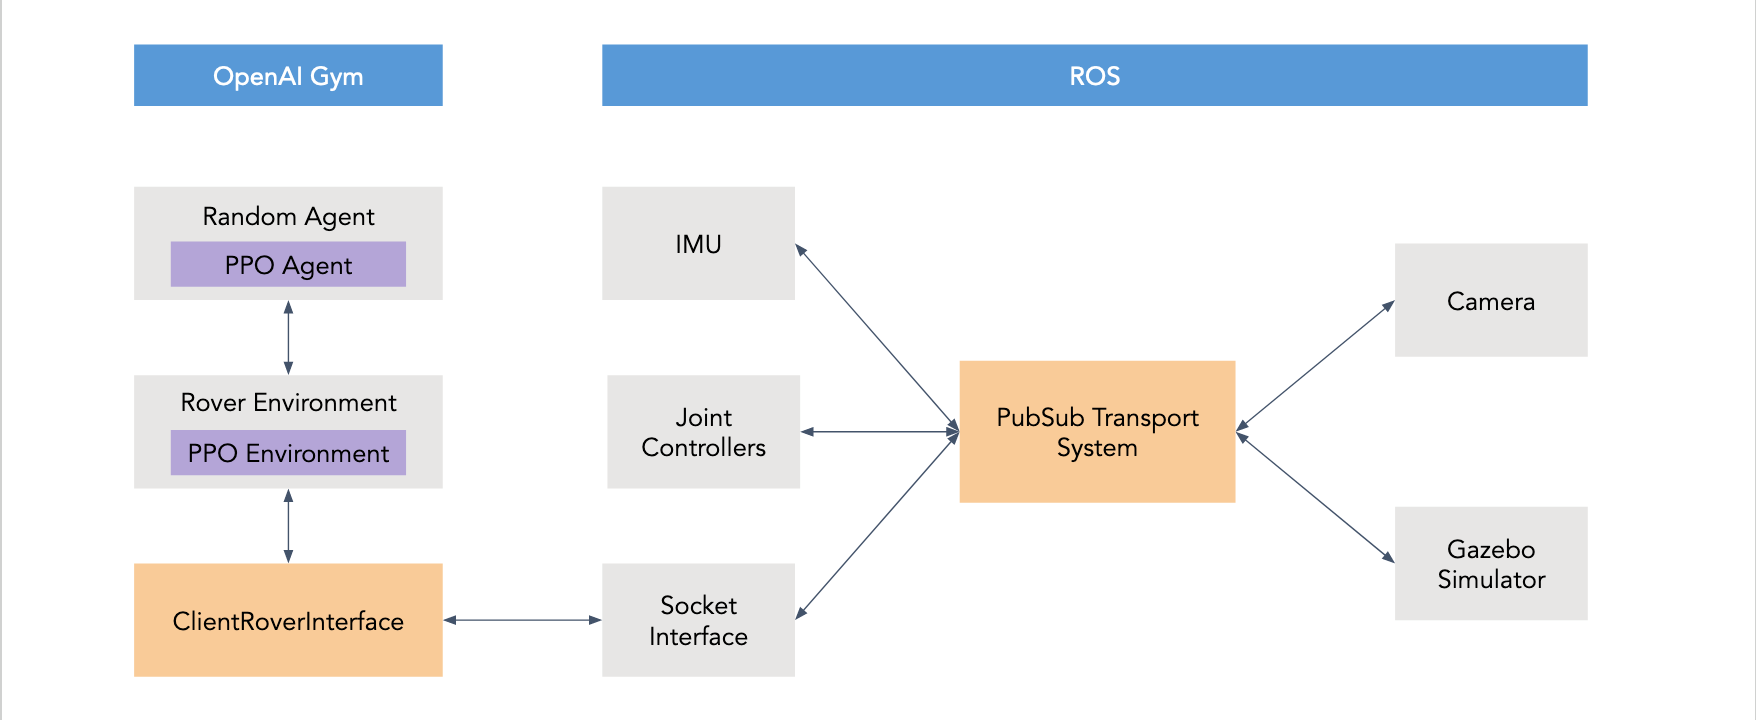 OpenAI Gym
ROS
Random Agent
PPO Agent
Rover Environment
PPO Environment
ClientRoverInterface
IMU
Joint
Controllers
Socket
Interface
PubSub Transport
System
Camera
Gazebo
Simulator